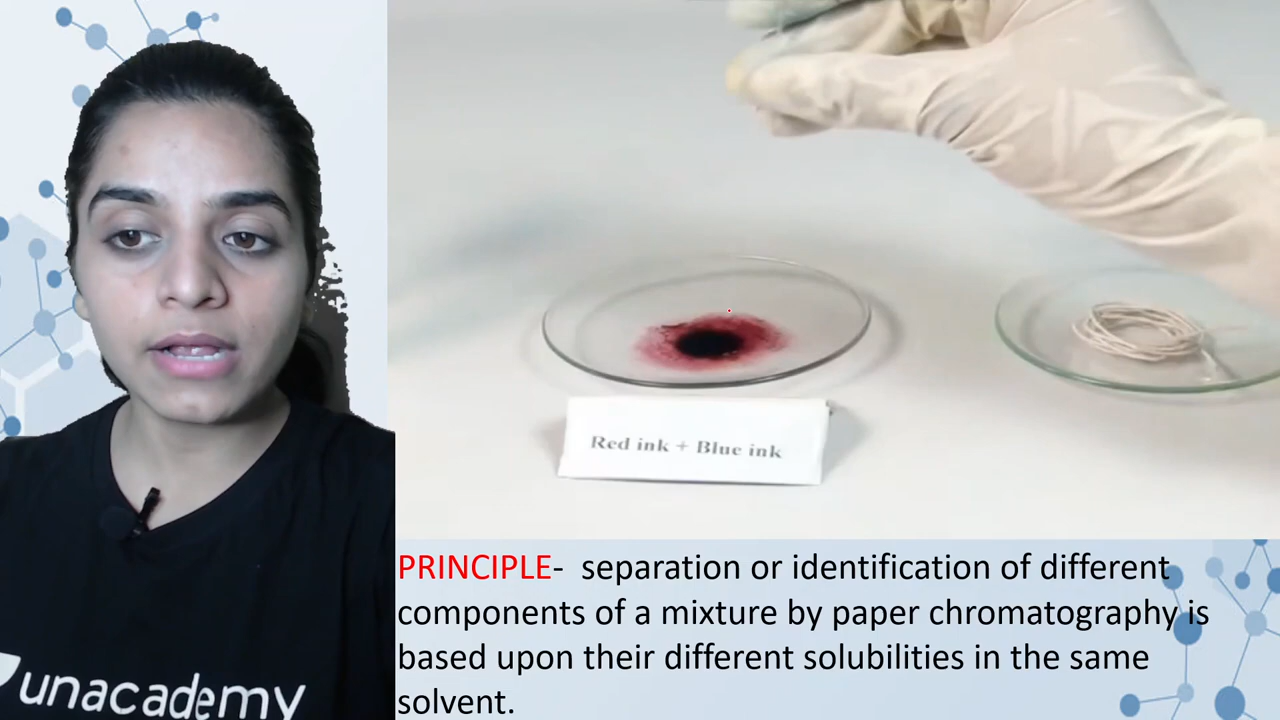 Red ink + Blue ink
PRINCIPLE- separation or identification of different
components of a mixture by paper chromatography is
based upon their different solubilities in the same
solvent.
unacademy